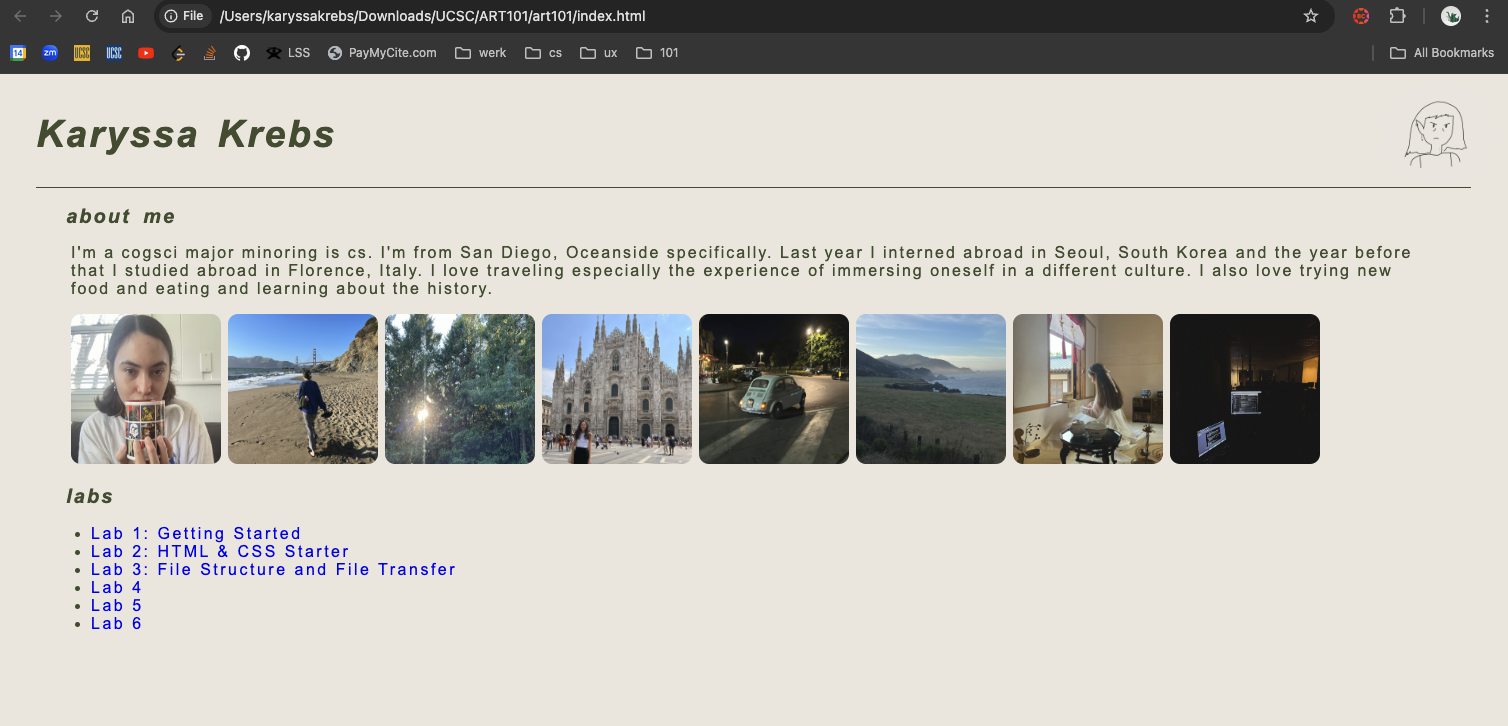 File /Users/karyssakrebs/Downloads/UCSC/ART101/art101/index.html
14 zm UCSC UCSC LSS PayMyCite.com werk cs ux 101 All Bookmarks
Karyssa Krebs
about me
I'm a cogsci major minoring is cs. I'm from San Diego, Oceanside specifically. Last year I interned abroad in Seoul, South Korea and the year before
that I studied abroad in Florence, Italy. I love traveling especially the experience of immersing oneself in a different culture. I also love trying new
food and eating and learning about the history.
labs
Lab 1: Getting Started
Lab 2: HTML & CSS Starter
Lab 3: File Structure and File Transfer
Lab 4
Lab 5
Lab 6